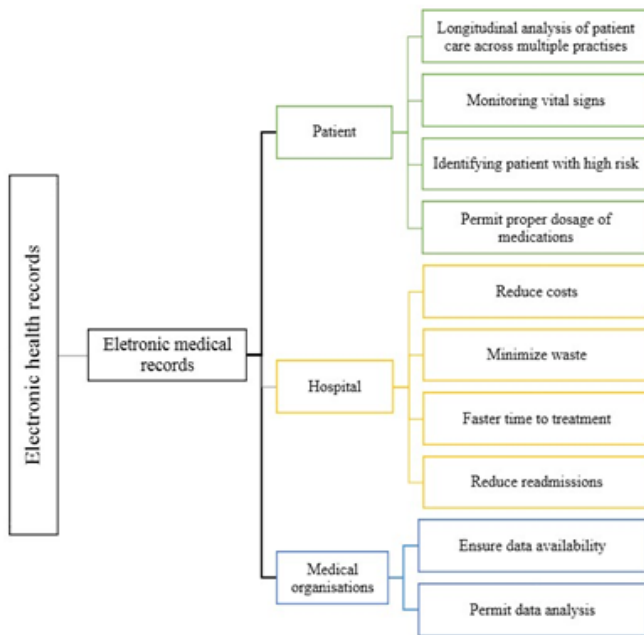 Electronic health records
Eletronic medical
records
Patient
Longitudinal analysis of patient
care across multiple practises
Monitoring vital signs
Identifying patient with high risk
Permit proper dosage of
medications
Hospital
Reduce costs
Minimize waste
Faster time to treatment
Reduce readmissions
Medical
organisations
Ensure data availability
Permit data analysis